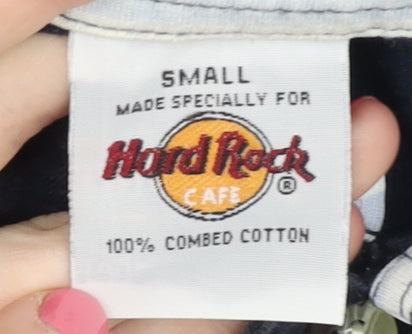 SMALL
MADE SPECIALLY FOR
Hard Rock
CAFE ®
100% COMBED COTTON